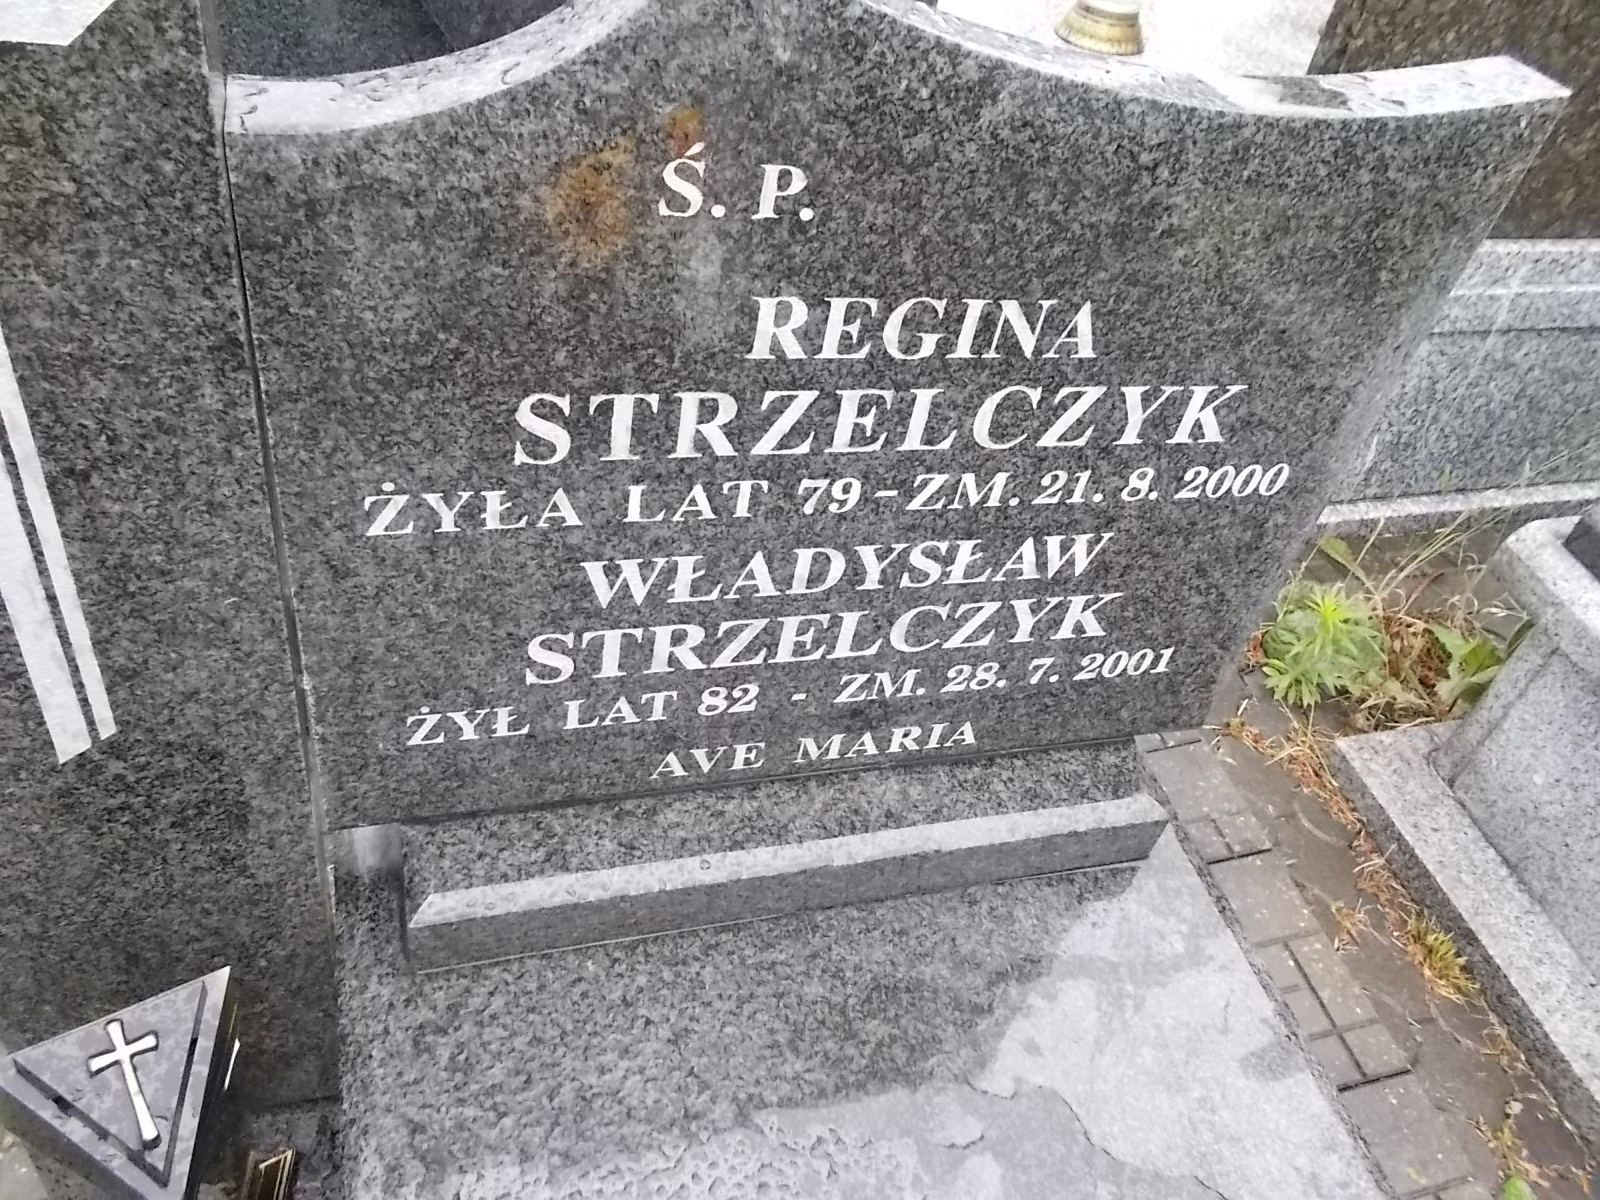 Ś. P.
REGINA
STRZELCZYK
ŻYŁA LAT 79 - ZM. 21. 8. 2000
WŁADYSŁAW
STRZELCZYK
ŻYŁ LAT 82 - ZM. 28. 7. 2001
AVE MARIA